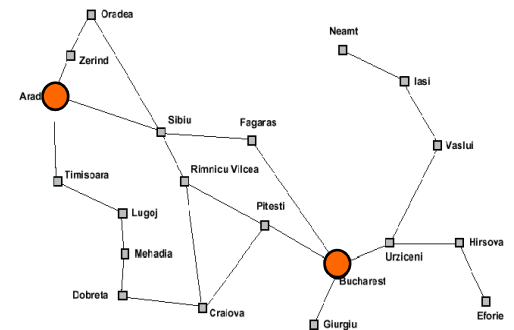 Oradea
Neamt
Zerind
Iasi
Arad
Sibiu
Fagaras
Vaslui
Timisoara
Rimnicu Vilcea
Pitesti
Lugoj
Hirsova
Mehadia
Urziceni
Bucharest
Dobreta
Craiova
Eforie
Giurgiu